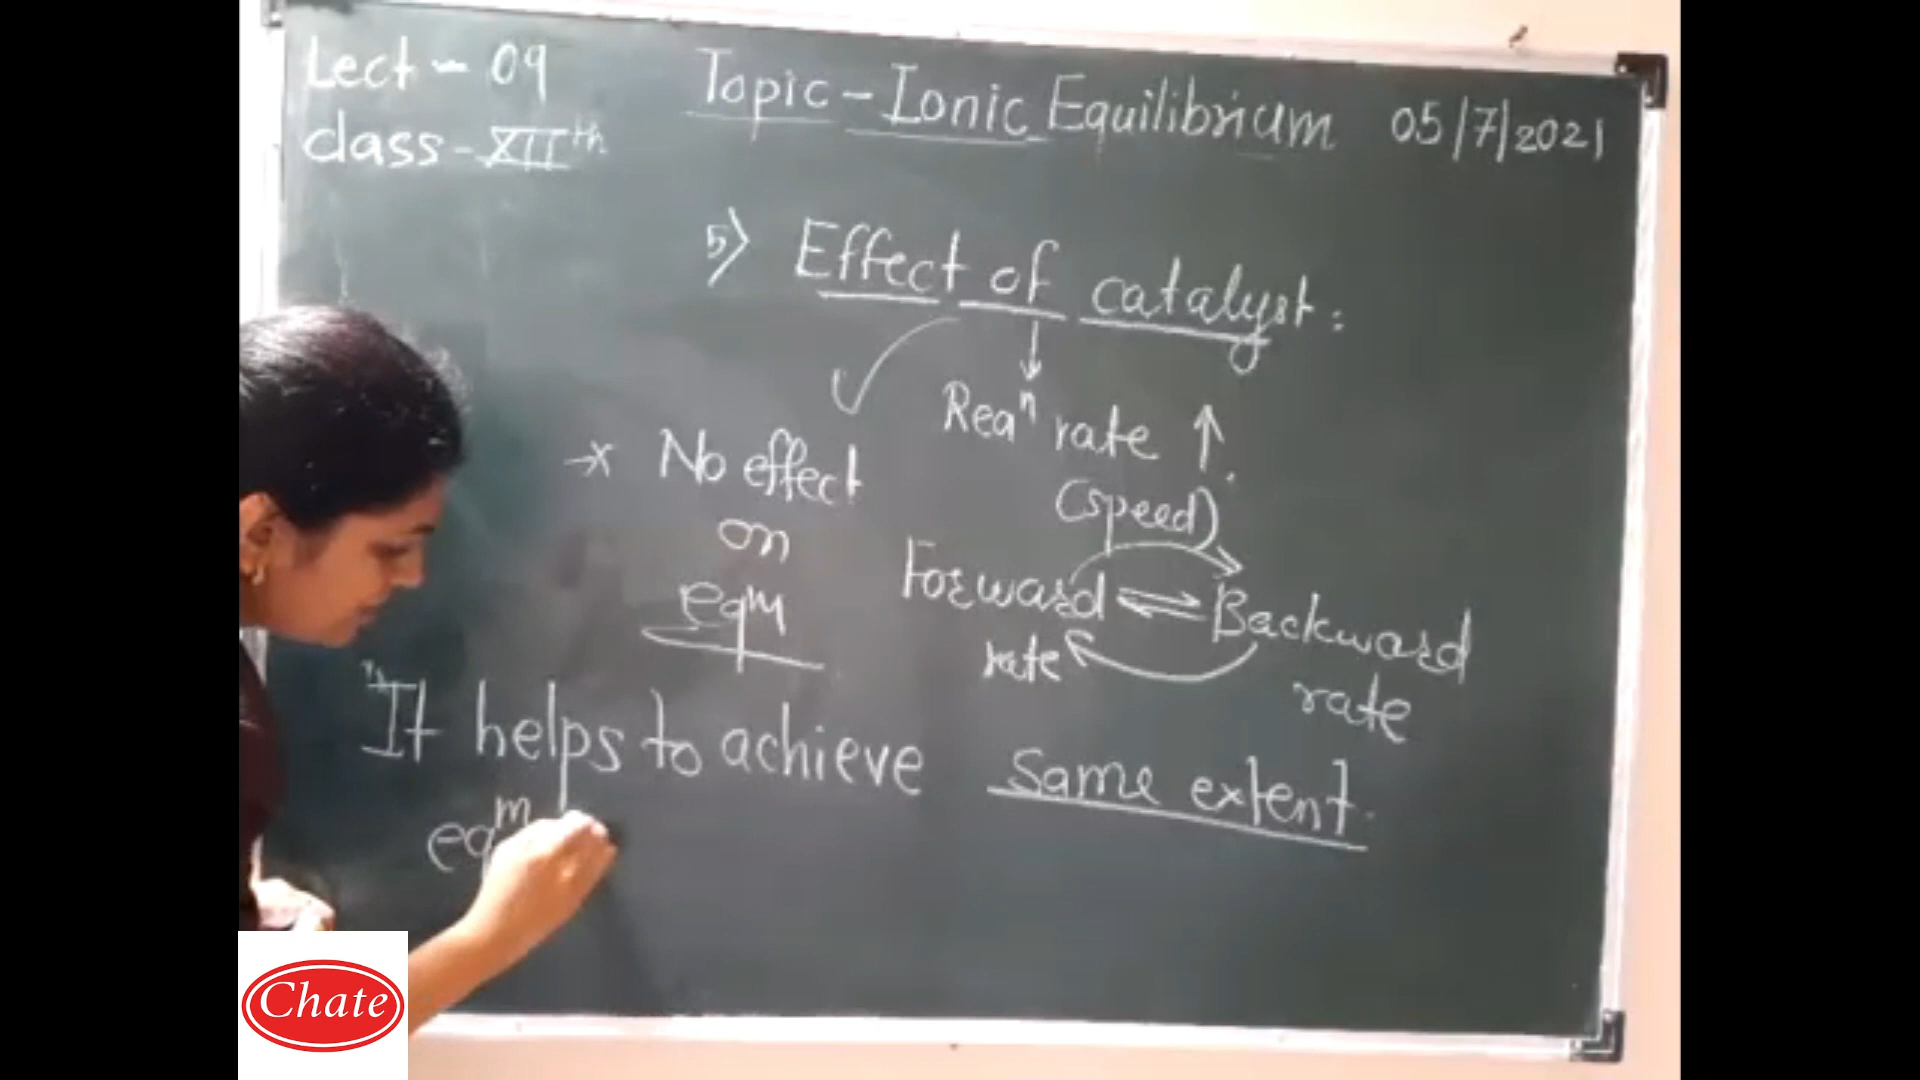 Lect - 09
Class - XIIth
Topic - Ionic Equilibrium
05/7/2021
5) Effect of catalyst :
Reaⁿ rate ↑
(speed)
→* No effect
on
eqm
Forward ⇌ Backward
rate
rate
same extent.
It helps to achieve
eqᵐ
Chate